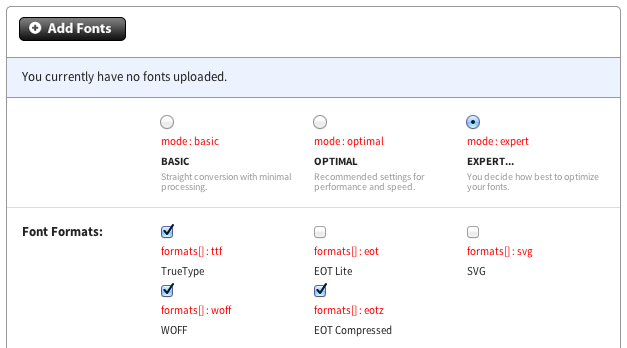 Add Fonts
You currently have no fonts uploaded.
mode : basic mode : optimal mode : expert
BASIC OPTIMAL EXPERT...
Straight conversion with minimal Recommended settings for You decide how best to optimize
processing. performance and speed. your fonts.
Font Formats:
formats[] : ttf formats[] : eot formats[] : svg
TrueType EOT Lite SVG
formats[] : woff formats[] : eotz
WOFF EOT Compressed